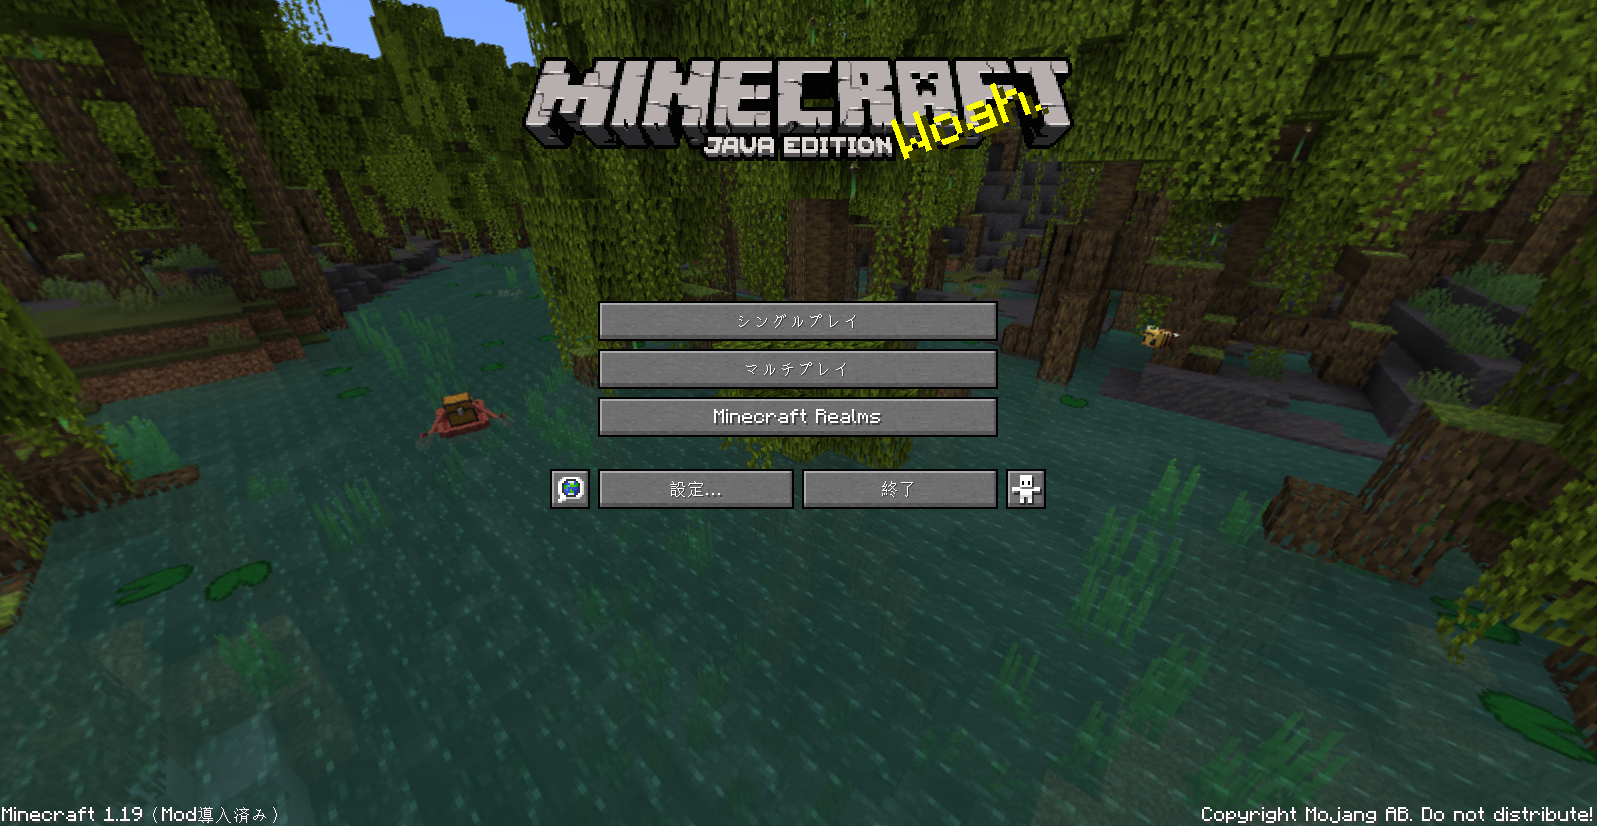 MINECRAFT
JAVA EDITION
Woah.
シングルプレイ
マルチプレイ
Minecraft Realms
設定...
終了
Minecraft 1.19 (Mod導入済み)
Copyright Mojang AB. Do not distribute!